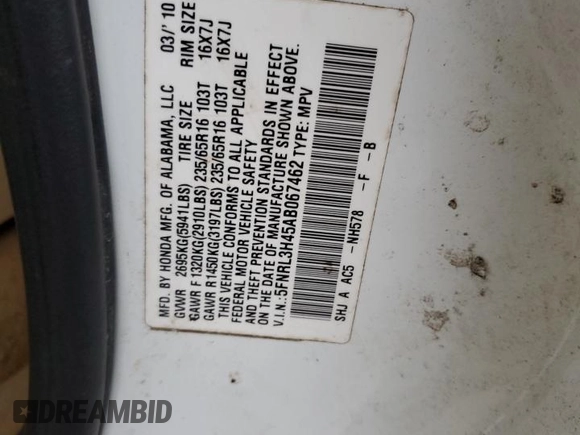 MFD. BY HONDA MFG. OF ALABAMA, LLC 03/'10
GVWR 2695KG(5941LBS) TIRE SIZE RIM SIZE
GAWR F 1320KG(2910LBS) 235/65R16 103T 16X7J
GAWR R1450KG(3197LBS) 235/65R16 103T 16X7J
THIS VEHICLE CONFORMS TO ALL APPLICABLE
FEDERAL MOTOR VEHICLE SAFETY
AND THEFT PREVENTION STANDARDS IN EFFECT
ON THE DATE OF MANUFACTURE SHOWN ABOVE.
V.I.N.:5FNRL3H45AB067462 TYPE: MPV
SHJ A AC5 -NH578 -F -B
DREAMBID